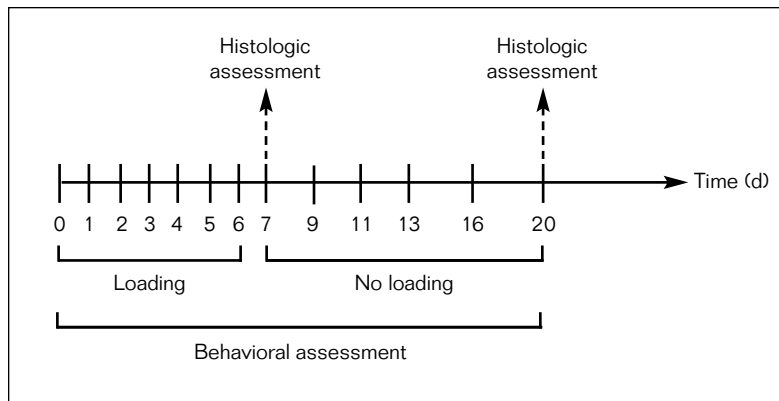 Histologic
assessment
Histologic
assessment
Time (d)
0 1 2 3 4 5 6 7 9 11 13 16 20
Loading
No loading
Behavioral assessment